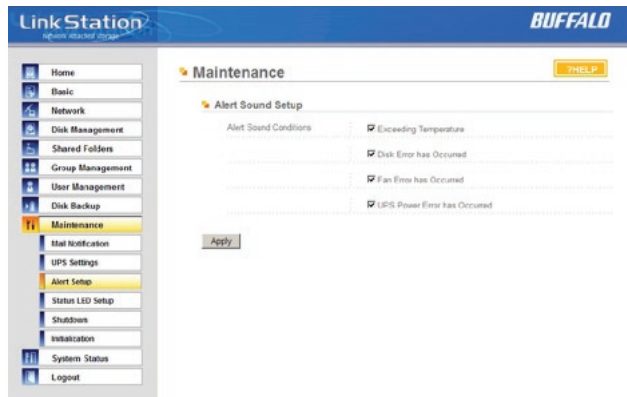 LinkStation
Network attached storage
BUFFALO
Home
Basic
Network
Disk Management
Shared Folders
Group Management
User Management
Disk Backup
Maintenance
Mail Notification
UPS Settings
Alert Setup
Status LED Setup
Shutdown
Initialization
System Status
Logout
Maintenance
?HELP
Alert Sound Setup
Alert Sound Conditions
Exceeding Temperature
Disk Error has Occurred
Fan Error has Occurred
UPS Power Error has Occurred
Apply